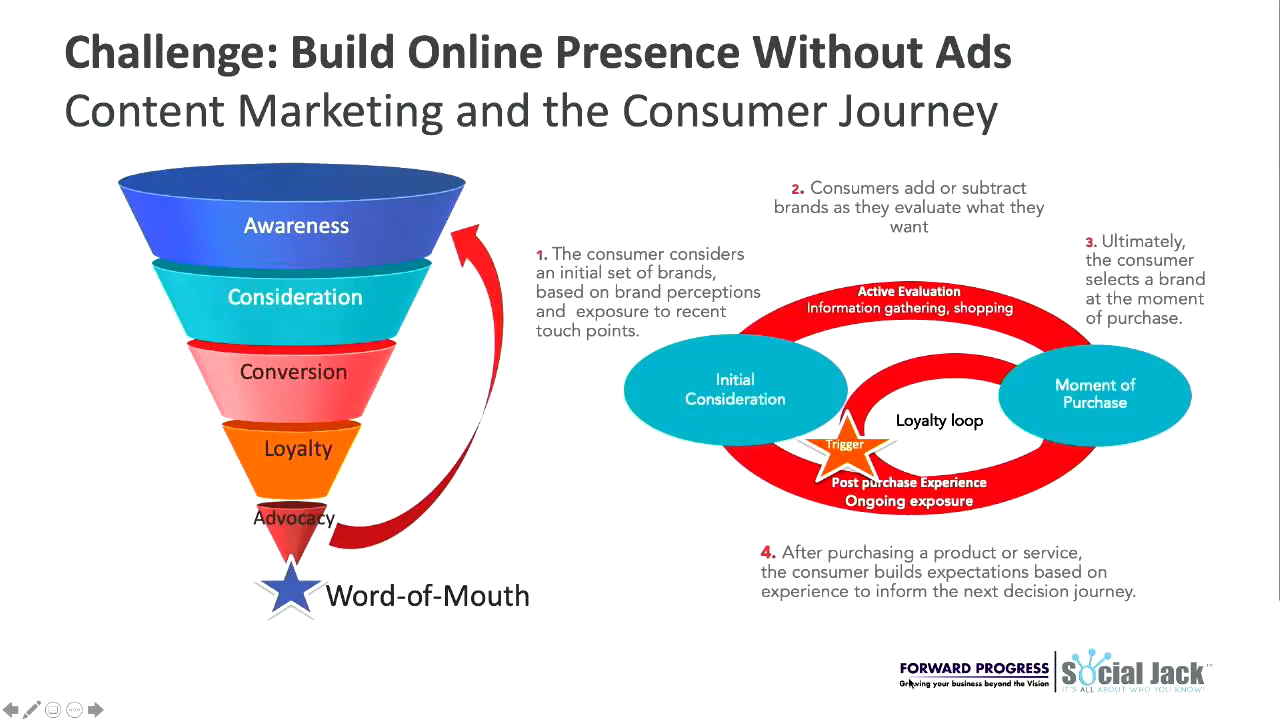 Challenge: Build Online Presence Without Ads
Content Marketing and the Consumer Journey
Awareness
Consideration
Conversion
Loyalty
Advocacy
Word-of-Mouth
1. The consumer considers
an initial set of brands,
based on brand perceptions
and exposure to recent
touch points.
2. Consumers add or subtract
brands as they evaluate what they
want
3. Ultimately,
the consumer
selects a brand
at the moment
of purchase.
Active Evaluation
Information gathering, shopping
Initial
Consideration
Moment of
Purchase
Loyalty loop
Trigger
Post purchase Experience
Ongoing exposure
4. After purchasing a product or service,
the consumer builds expectations based on
experience to inform the next decision journey.
FORWARD PROGRESS
Growing your business beyond the Vision
Social Jack™
IT'S ALL ABOUT WHO YOU KNOW!